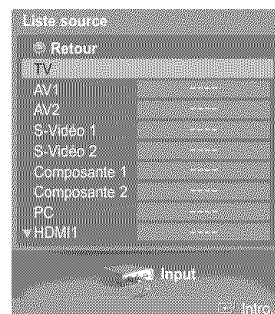 Liste source
Retour
TV
AV1 ----
AV2 ----
S-Vidéo 1 ----
S-Vidéo 2 ----
Composante 1 ----
Composante 2 ----
PC ----
▼HDMI1 ----
Input
Intro